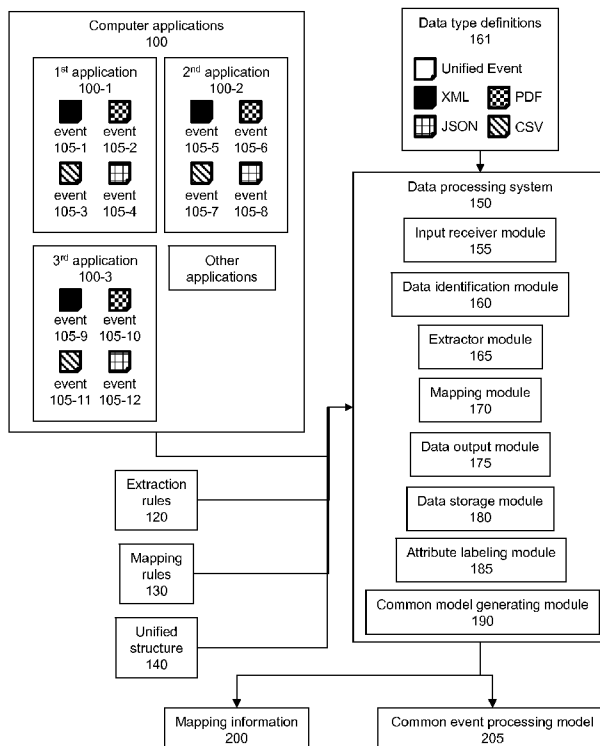 Computer applications
100
1st application
100-1
event
105-1
event
105-2
event
105-3
event
105-4
2nd application
100-2
event
105-5
event
105-6
event
105-7
event
105-8
3rd application
100-3
event
105-9
event
105-10
event
105-11
event
105-12
Other
applications
Data type definitions
161
Unified Event
XML
PDF
JSON
CSV
Data processing system
150
Input receiver module
155
Data identification module
160
Extractor module
165
Mapping module
170
Data output module
175
Data storage module
180
Attribute labeling module
185
Common model generating module
190
Extraction
rules
120
Mapping
rules
130
Unified
structure
140
Mapping information
200
Common event processing model
205